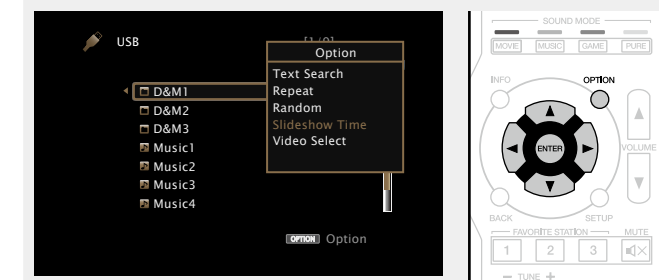 USB
[1/9]
Option
Text Search
Repeat
Random
Slideshow Time
Video Select
D&M1
D&M2
D&M3
Music1
Music2
Music3
Music4
OPTION Option
SOUND MODE
MOVIE MUSIC GAME PURE
INFO OPTION
ENTER
VOLUME
BACK SETUP
FAVORITE STATION MUTE
1 2 3
TUNE